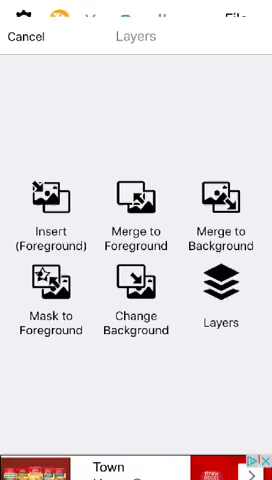 Cancel
Layers
Insert
(Foreground)
Merge to
Foreground
Merge to
Background
Mask to
Foreground
Change
Background
Layers
Town